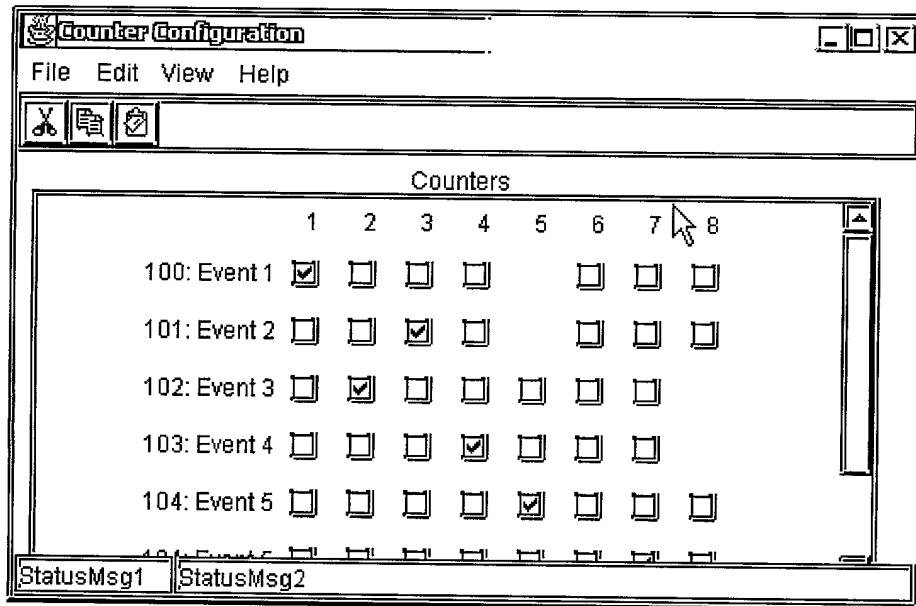 Counter Configuration
File Edit View Help
Counters
1 2 3 4 5 6 7 8
100: Event 1
101: Event 2
102: Event 3
103: Event 4
104: Event 5
StatusMsg1 StatusMsg2